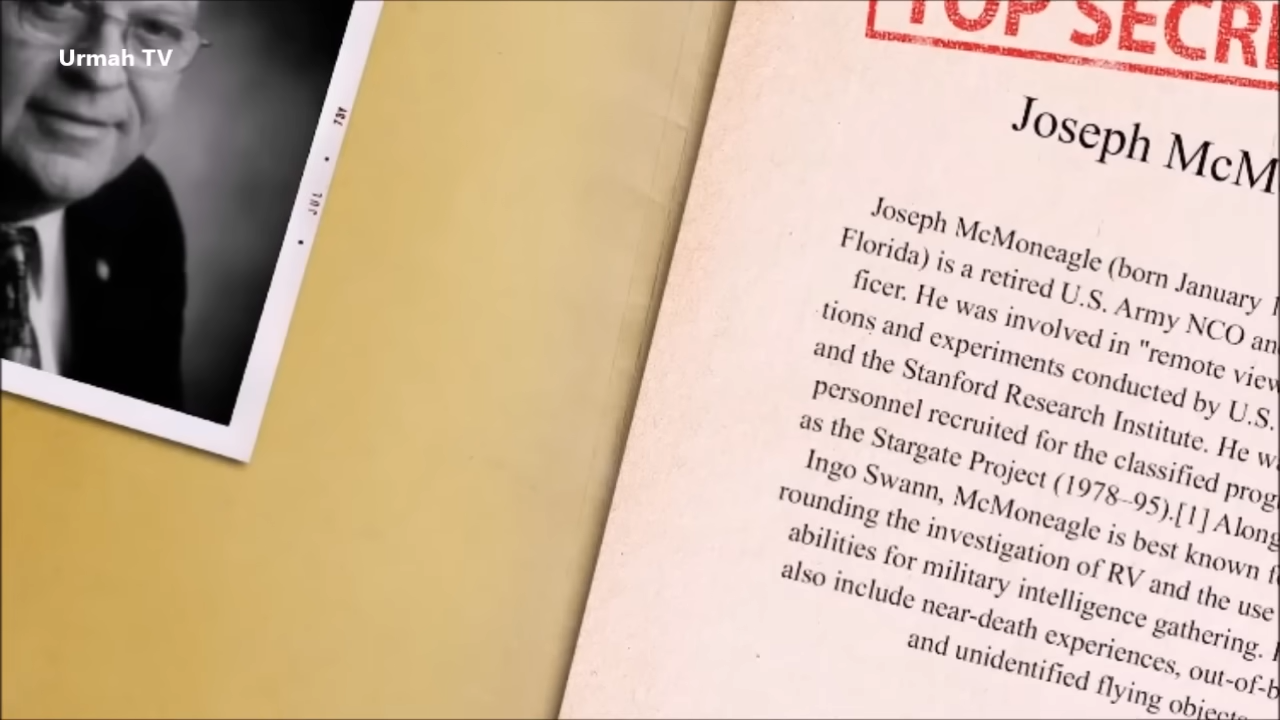 Urmah TV
TOP SECRE
Joseph McM
JUL • 78Y
Joseph McMoneagle (born January
Florida) is a retired U.S. Army NCO an
ficer. He was involved in "remote view
tions and experiments conducted by U.S.
and the Stanford Research Institute. He w
personnel recruited for the classified prog
as the Stargate Project (1978–95).[1] Along
Ingo Swann, McMoneagle is best known f
rounding the investigation of RV and the use
abilities for military intelligence gathering.
also include near-death experiences, out-of-b
and unidentified flying objects